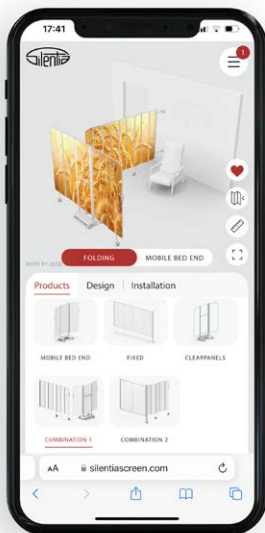 17:41
Silentia
1
FOLDING
MOBILE BED END
Products
Design
Installation
MOBILE BED END
FIXED
CLEARPANELS
COMBINATION 1
COMBINATION 2
AA
silentiascreen.com